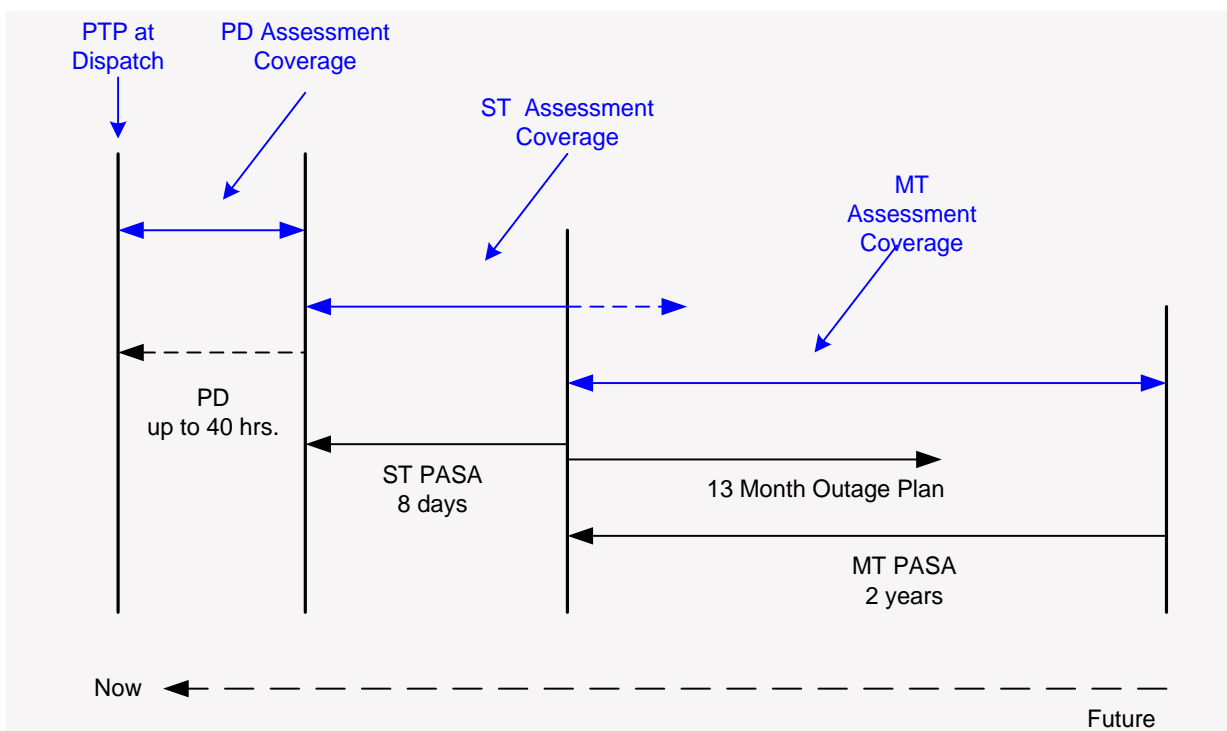 PTP at
Dispatch
PD Assessment
Coverage
ST Assessment
Coverage
MT
Assessment
Coverage
PD
up to 40 hrs.
ST PASA
8 days
13 Month Outage Plan
MT PASA
2 years
Now
Future